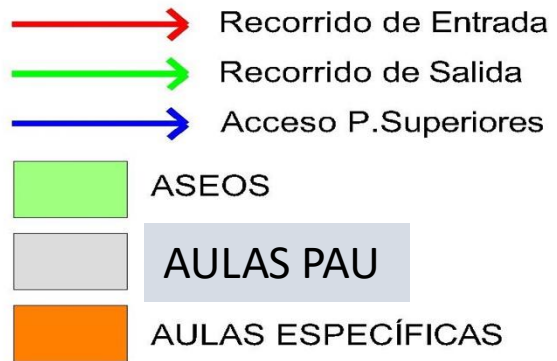 Recorrido de Entrada
Recorrido de Salida
Acceso P.Superiores
ASEOS
AULAS PAU
AULAS ESPECÍFICAS